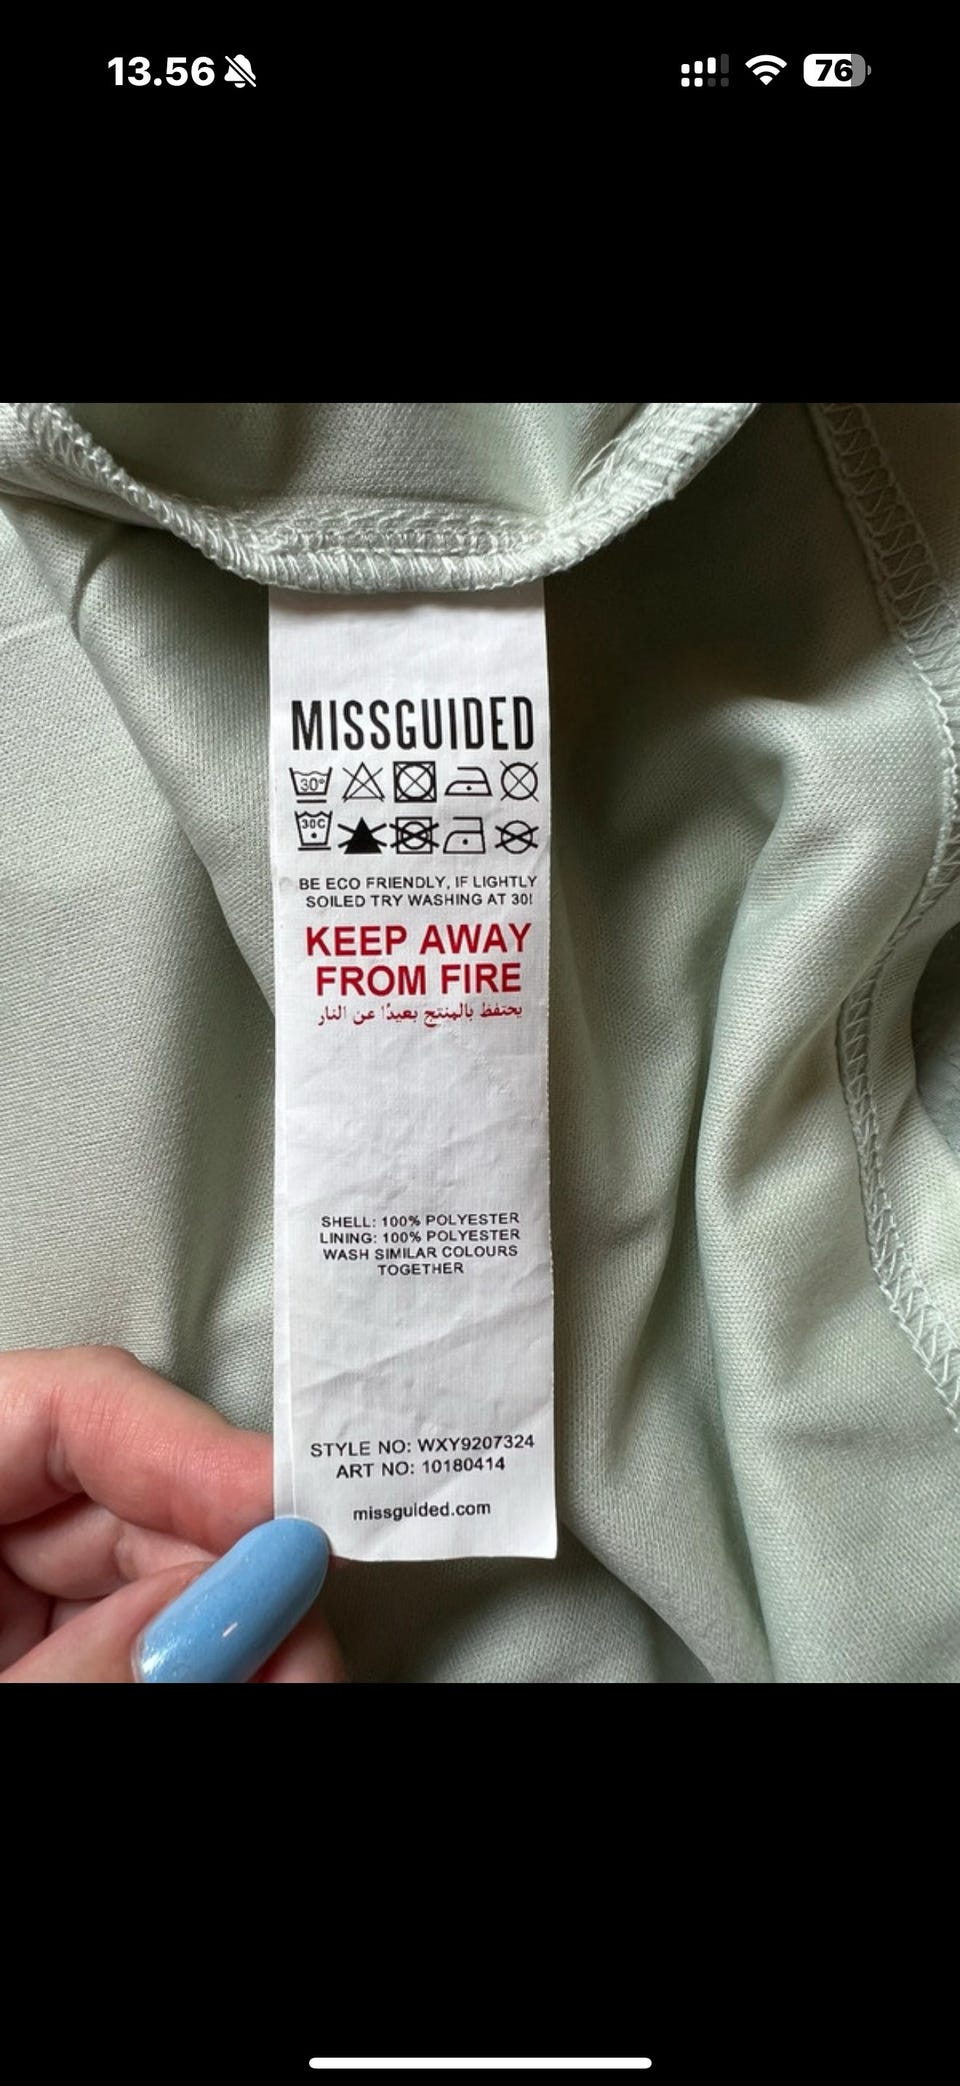 13.56
76
MISSGUIDED
30°
30C
BE ECO FRIENDLY, IF LIGHTLY
SOILED TRY WASHING AT 30!
KEEP AWAY
FROM FIRE
يحتفظ بالمنتج بعيدًا عن النار
SHELL: 100% POLYESTER
LINING: 100% POLYESTER
WASH SIMILAR COLOURS
TOGETHER
STYLE NO: WXY9207324
ART NO: 10180414
missguided.com